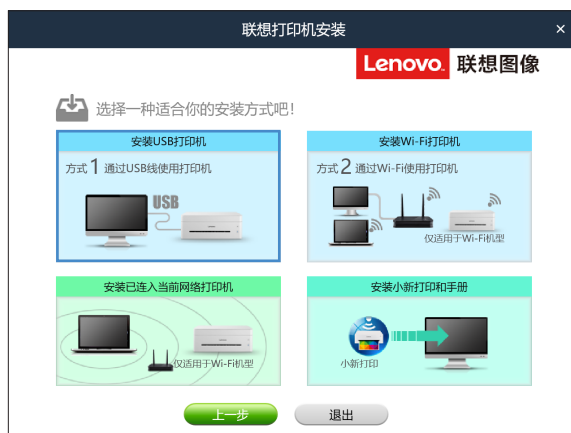 联想打印机安装
×
Lenovo 联想图像
选择一种适合你的安装方式吧!
安装USB打印机
方式1 通过USB线使用打印机
USB
安装Wi-Fi打印机
方式2 通过Wi-Fi使用打印机
仅适用于Wi-Fi机型
安装已连入当前网络打印机
仅适用于Wi-Fi机型
安装小新打印和手册
小新打印
上一步
退出